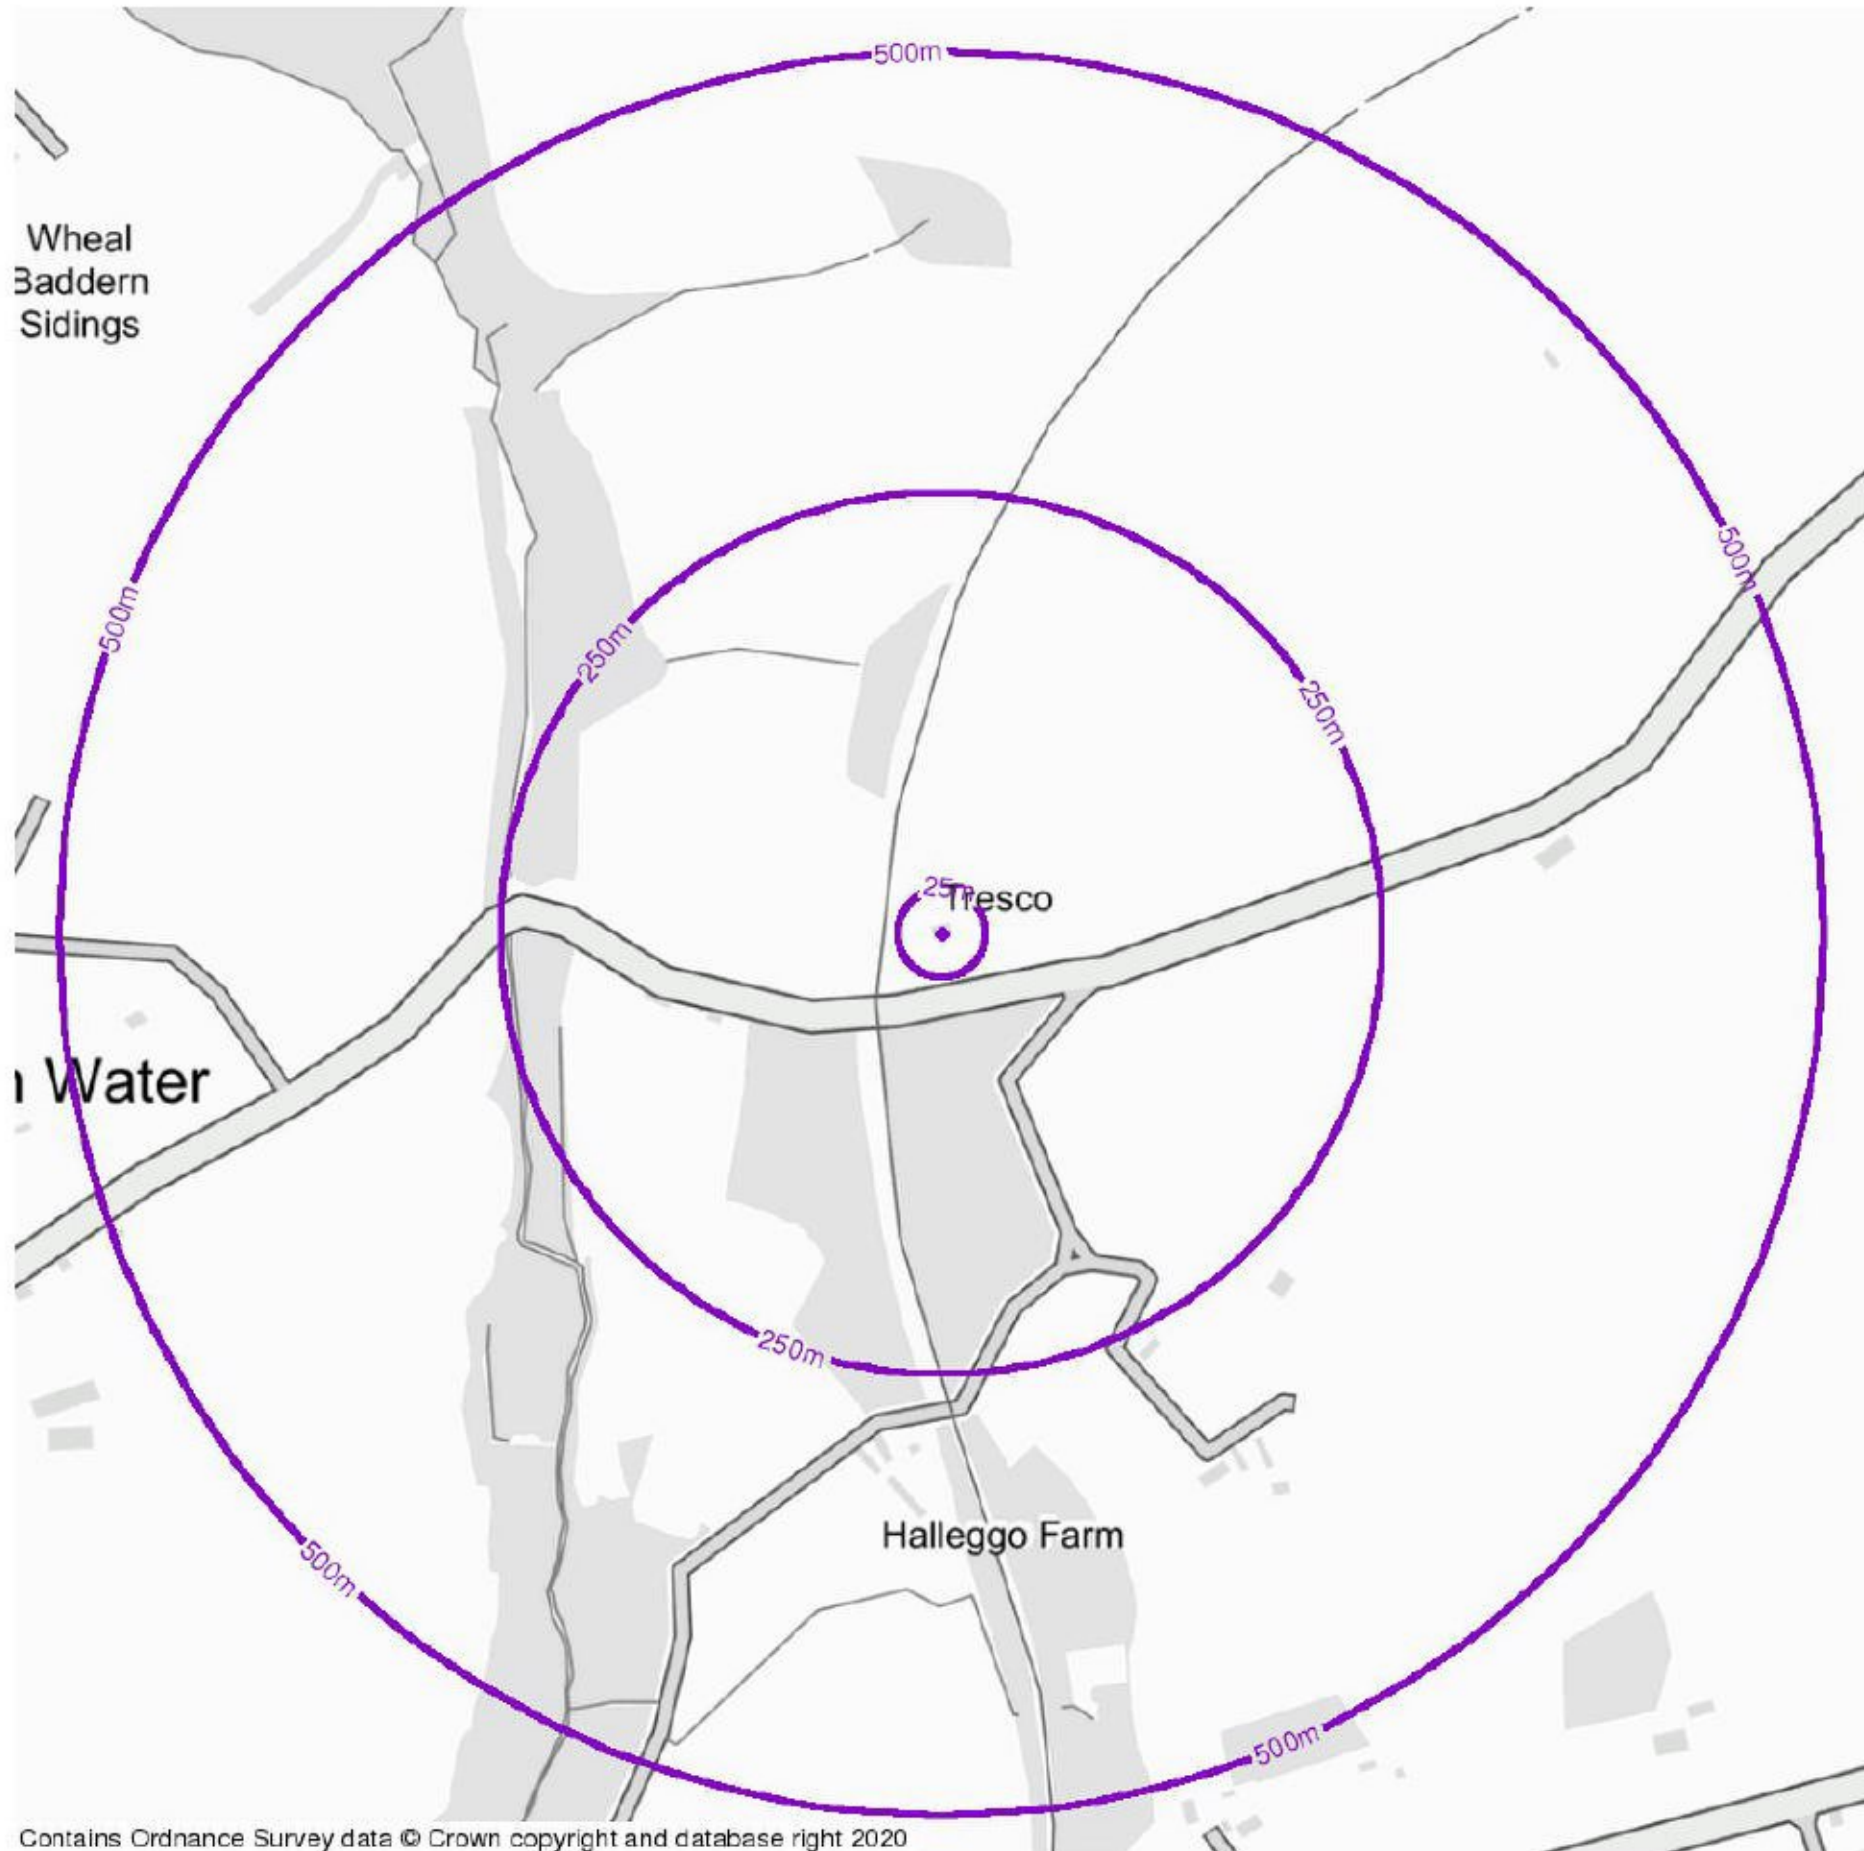 500m
Wheal
Baddern
Sidings
500m
500m
250m
250m
25m
Tresco
n Water
250m
Halleggo Farm
500m
500m
Contains Ordnance Survey data © Crown copyright and database right 2020